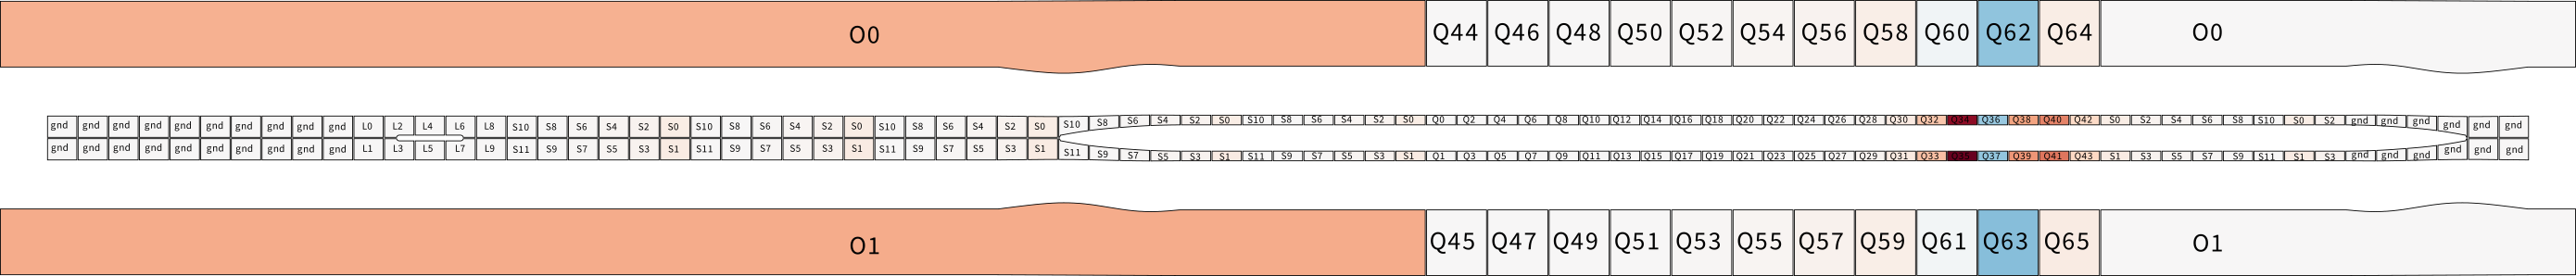 O0 Q44 Q46 Q48 Q50 Q52 Q54 Q56 Q58 Q60 Q62 Q64 O0
gnd gnd gnd gnd gnd gnd gnd gnd gnd gnd L0 L2 L4 L6 L8 S10 S8 S6 S4 S2 S0 S10 S8 S6 S4 S2 S0 S10 S8 S6 S4 S2 S0 S10 S8 S6 S4 S2 S0 S10 S8 S6 S4 S2 S0 Q0 Q2 Q4 Q6 Q8 Q10 Q12 Q14 Q16 Q18 Q20 Q22 Q24 Q26 Q28 Q30 Q32 Q34 Q36 Q38 Q40 Q42 S0 S2 S4 S6 S8 S10 S0 S2 gnd gnd gnd gnd gnd gnd
gnd gnd gnd gnd gnd gnd gnd gnd gnd gnd L1 L3 L5 L7 L9 S11 S9 S7 S5 S3 S1 S11 S9 S7 S5 S3 S1 S11 S9 S7 S5 S3 S1 S11 S9 S7 S5 S3 S1 S11 S9 S7 S5 S3 S1 Q1 Q3 Q5 Q7 Q9 Q11 Q13 Q15 Q17 Q19 Q21 Q23 Q25 Q27 Q29 Q31 Q33 Q35 Q37 Q39 Q41 Q43 S1 S3 S5 S7 S9 S11 S1 S3 gnd gnd gnd gnd gnd gnd
O1 Q45 Q47 Q49 Q51 Q53 Q55 Q57 Q59 Q61 Q63 Q65 O1